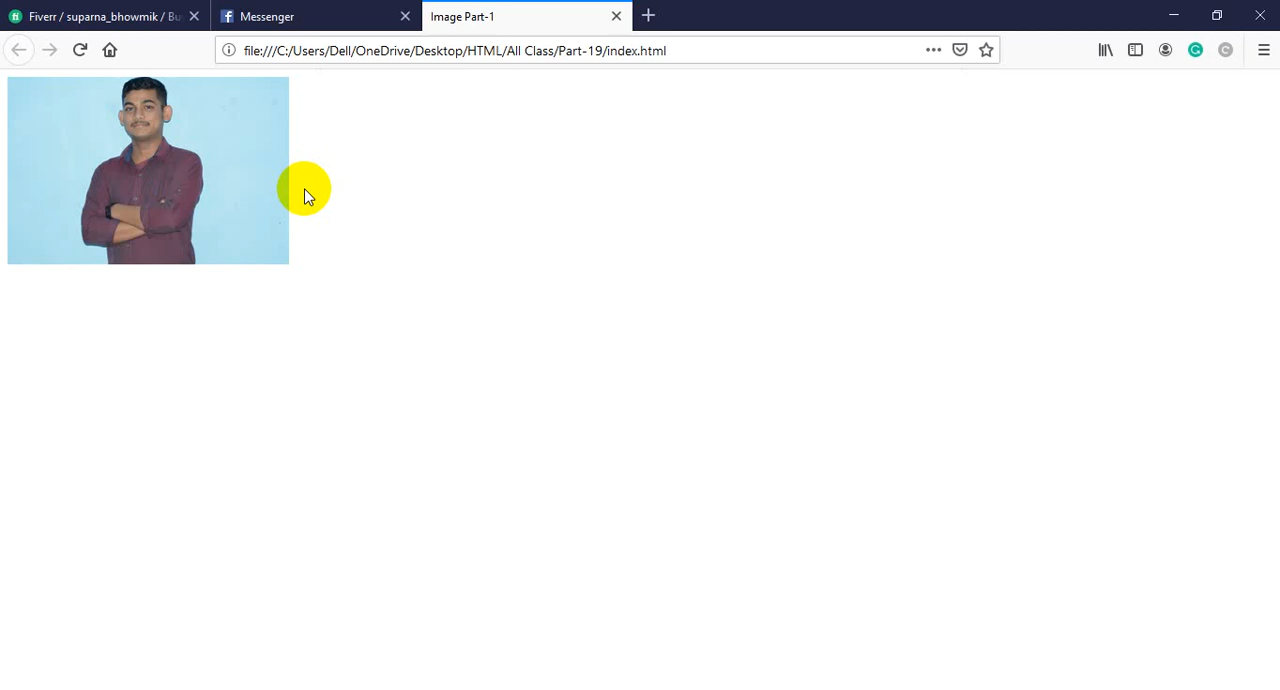 Fiverr / suparna_bhowmik / Bu
Messenger
Image Part-1
file:///C:/Users/Dell/OneDrive/Desktop/HTML/All Class/Part-19/index.html